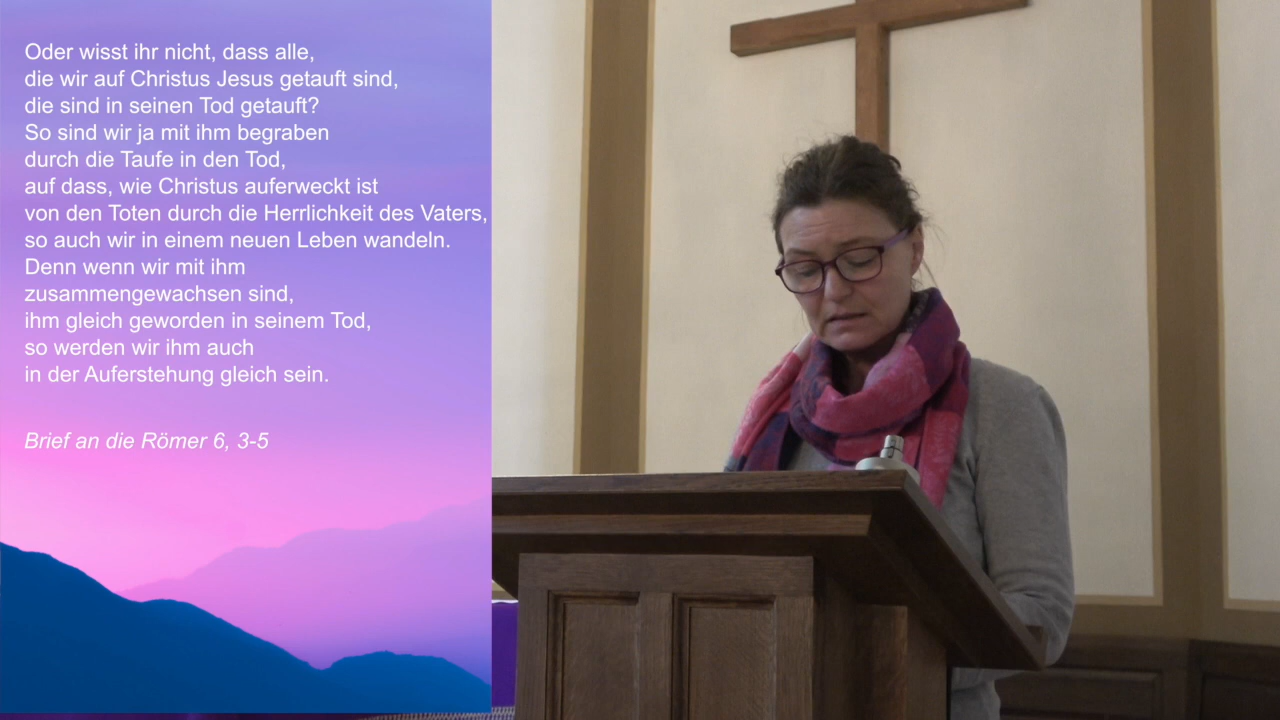 Oder wisst ihr nicht, dass alle,
die wir auf Christus Jesus getauft sind,
die sind in seinen Tod getauft?
So sind wir ja mit ihm begraben
durch die Taufe in den Tod,
auf dass, wie Christus auferweckt ist
von den Toten durch die Herrlichkeit des Vaters,
so auch wir in einem neuen Leben wandeln.
Denn wenn wir mit ihm
zusammengewachsen sind,
ihm gleich geworden in seinem Tod,
so werden wir ihm auch
in der Auferstehung gleich sein.
Brief an die Römer 6, 3-5